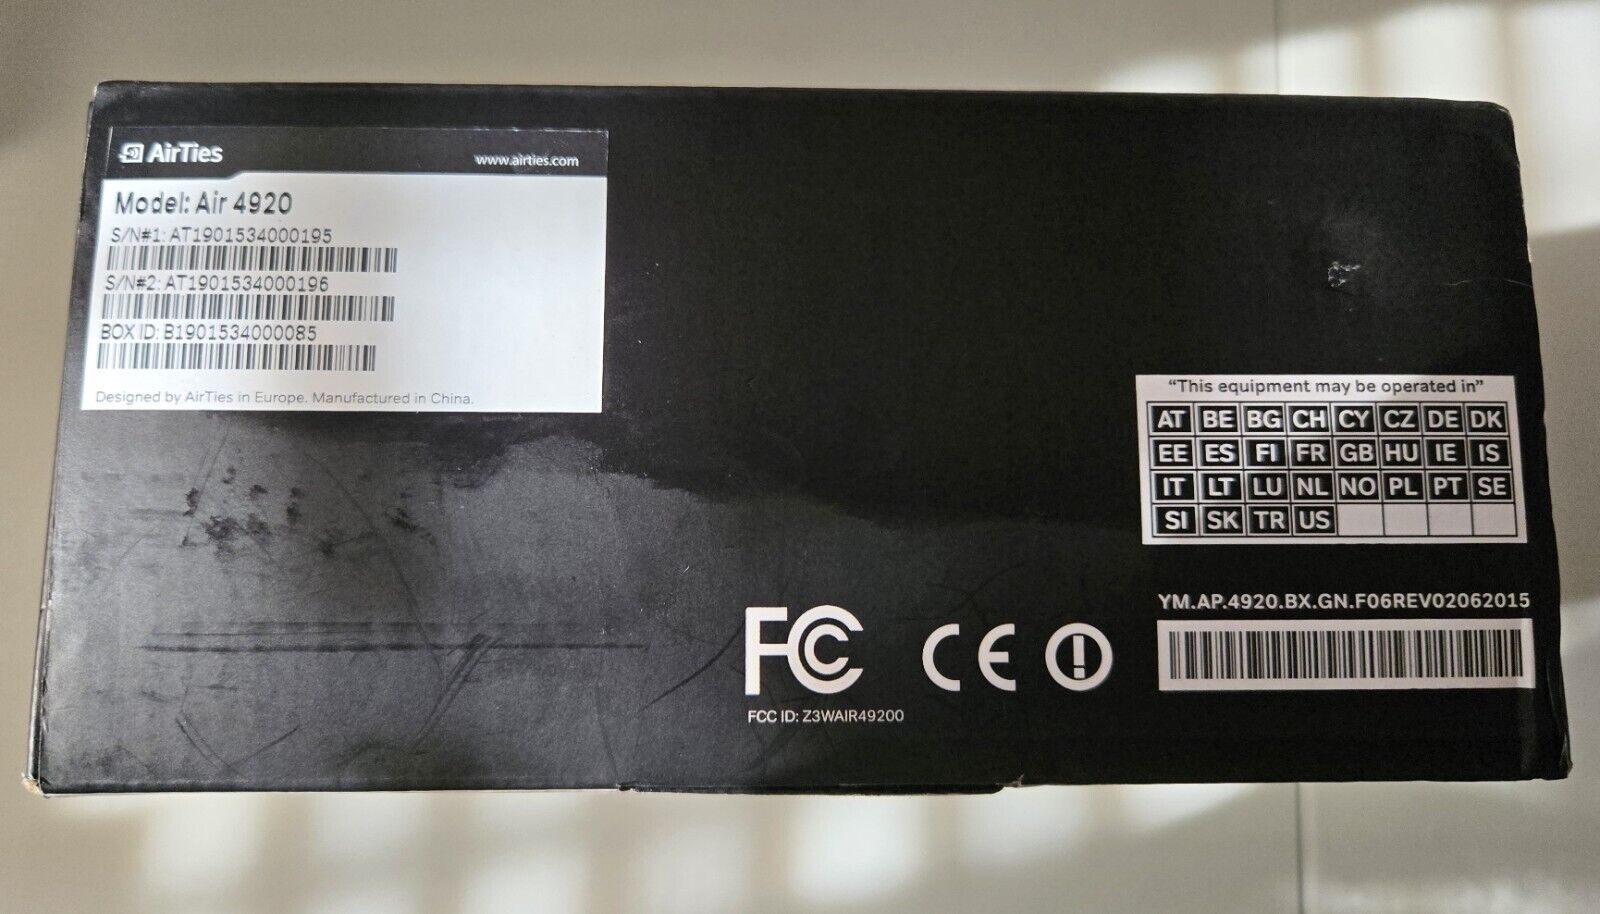 AirTies
www.airties.com
Model: Air 4920
S/N#1: AT1901534000195
S/N#2: AT1901534000196
BOX ID: B1901534000085
Designed by AirTies in Europe. Manufactured in China.
“This equipment may be operated in”
AT BE BG CH CY CZ DE DK
EE ES FI FR GB HU IE IS
IT LT LU NL NO PL PT SE
SI SK TR US
YM.AP.4920.BX.GN.F06REV02062015
FC CE
FCC ID: Z3WAIR49200